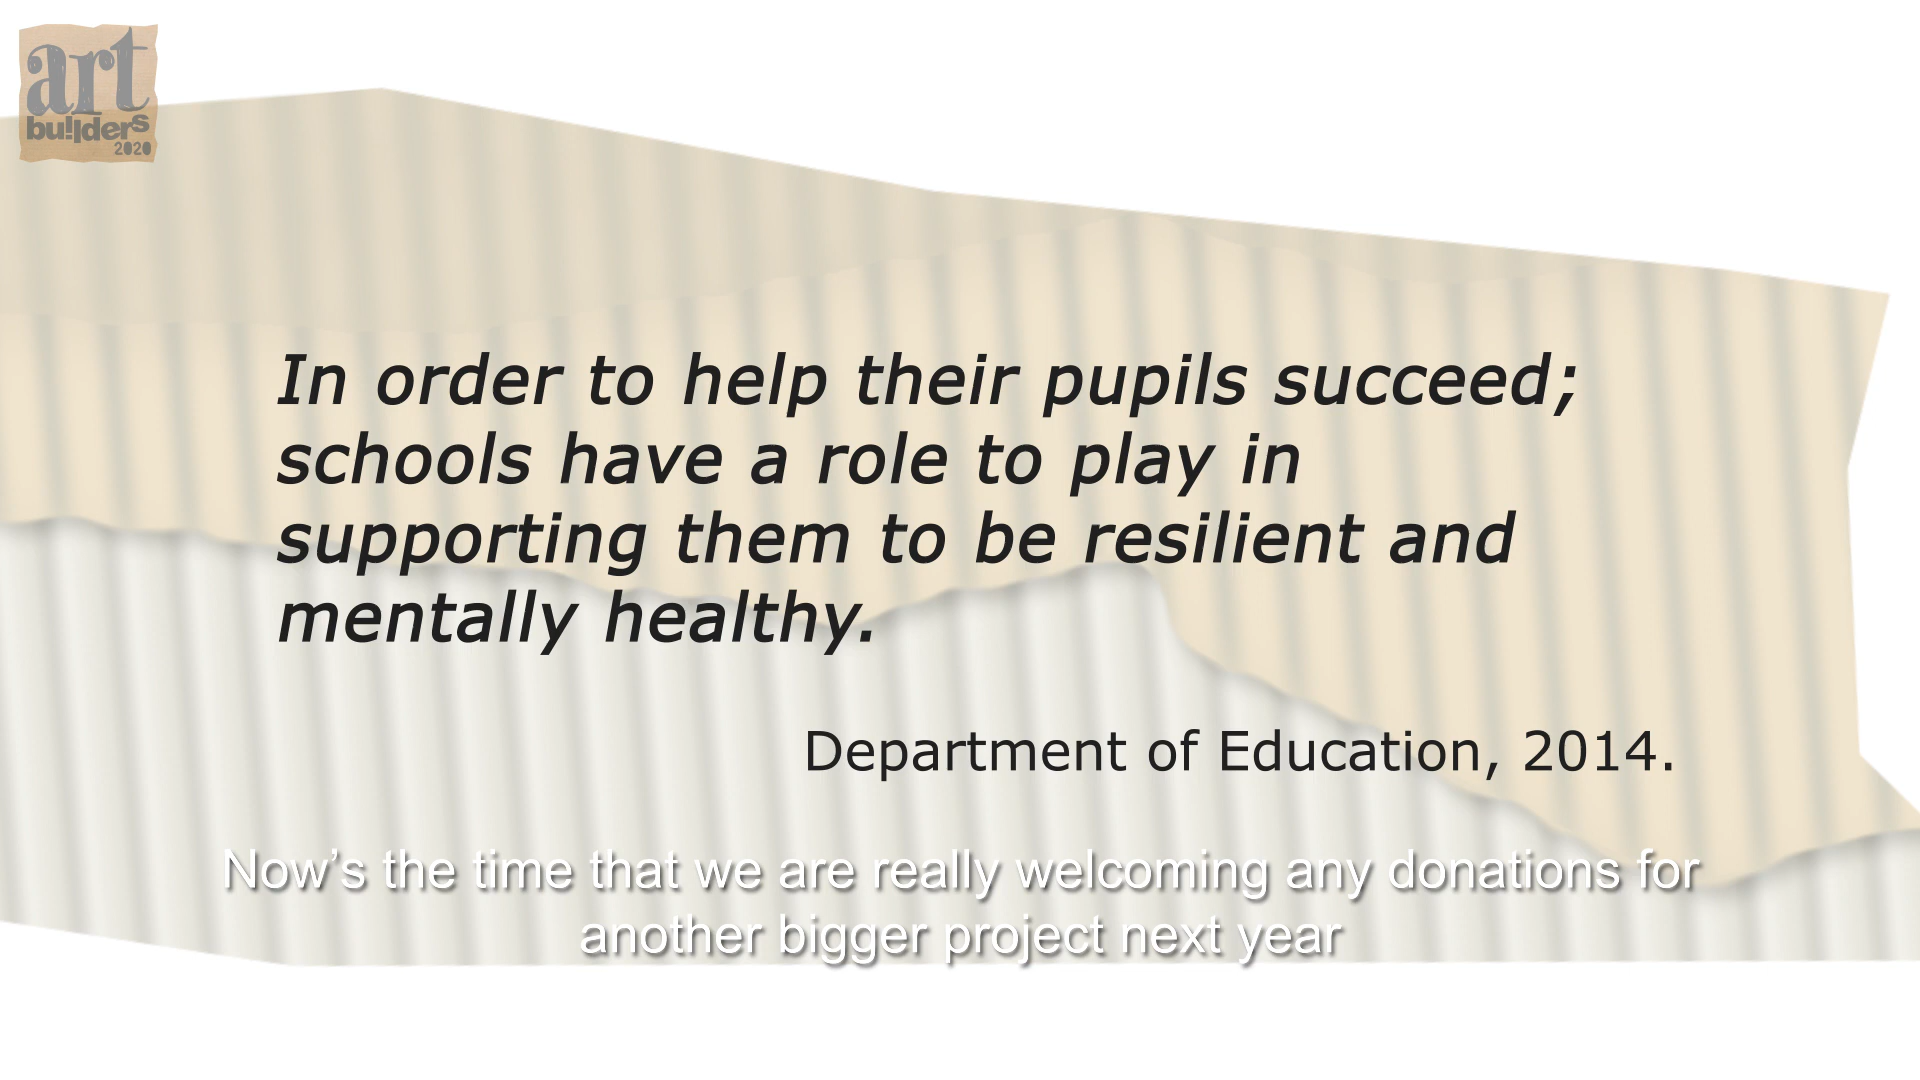 art
builders
2020
In order to help their pupils succeed;
schools have a role to play in
supporting them to be resilient and
mentally healthy.
Department of Education, 2014.
Now’s the time that we are really welcoming any donations for
another bigger project next year